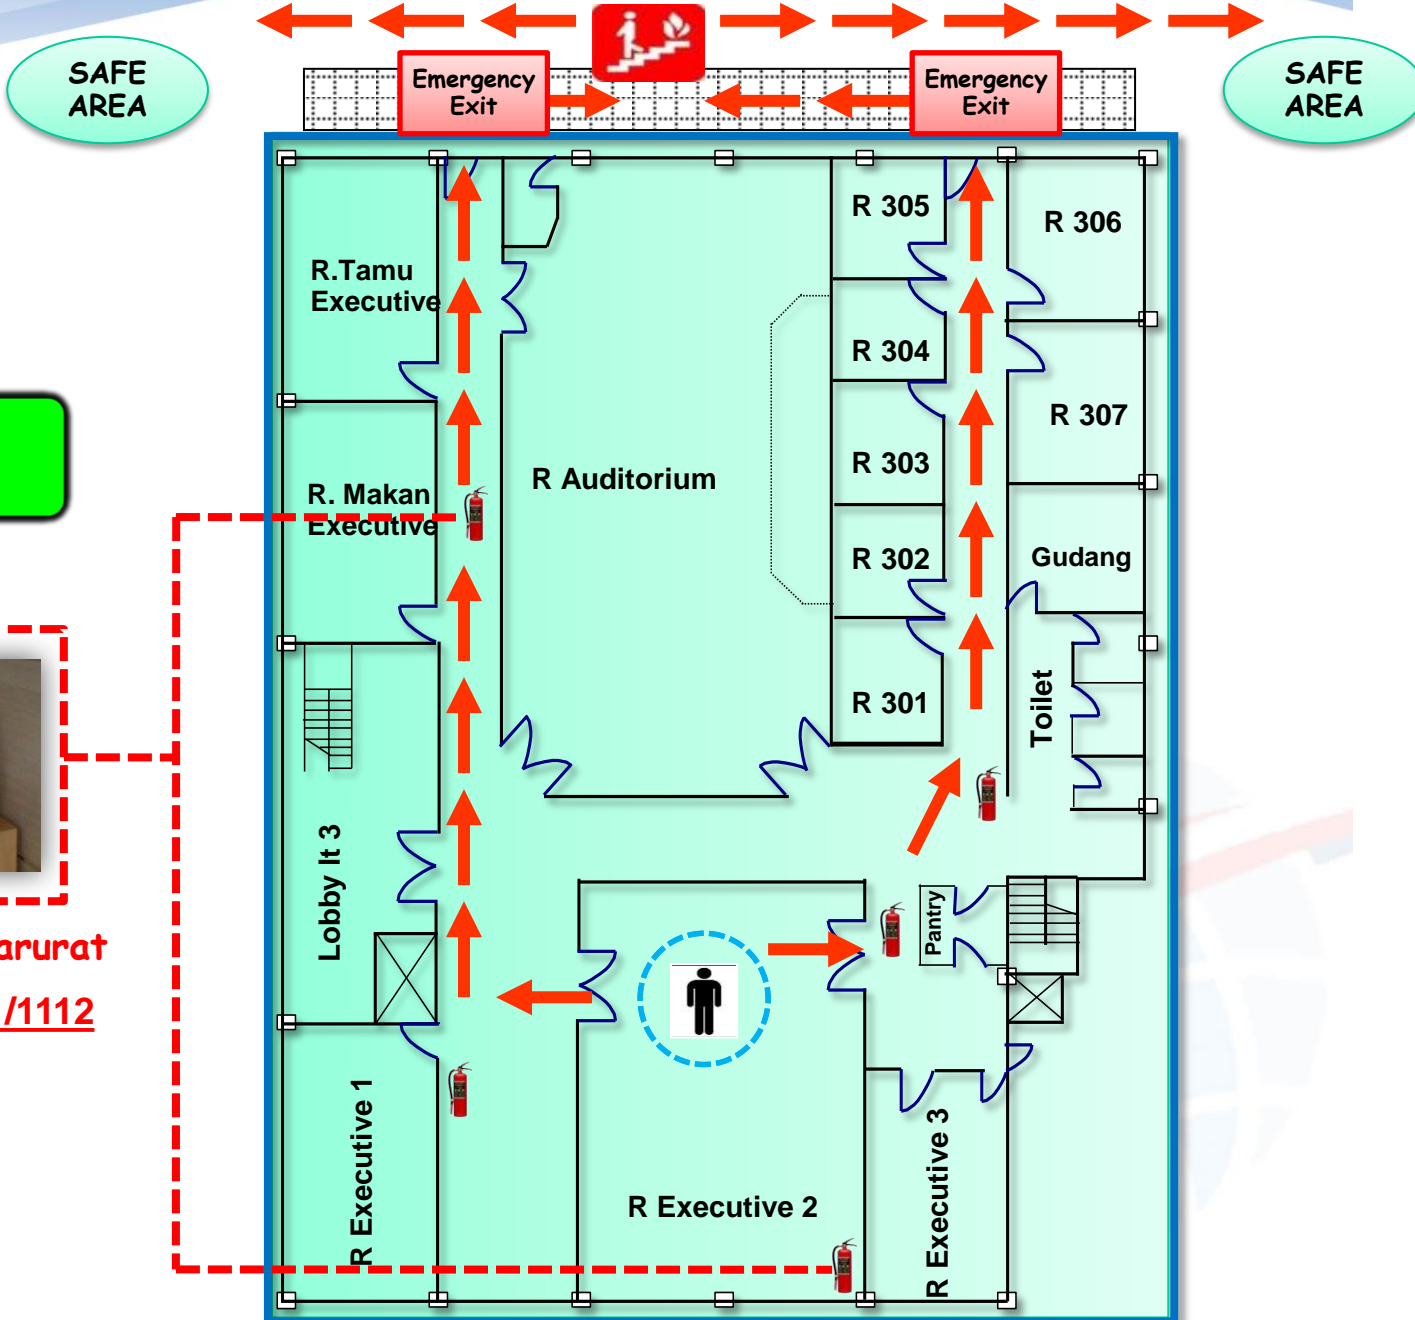 SAFE
AREA
Emergency
Exit
Emergency
Exit
SAFE
AREA
R.Tamu
Executive
R. Makan
Executive
R Auditorium
R 305
R 304
R 303
R 302
R 301
R 306
R 307
Gudang
Toilet
Lobby lt 3
Pantry
arurat
/1112
R Executive 1
R Executive 2
R Executive 3